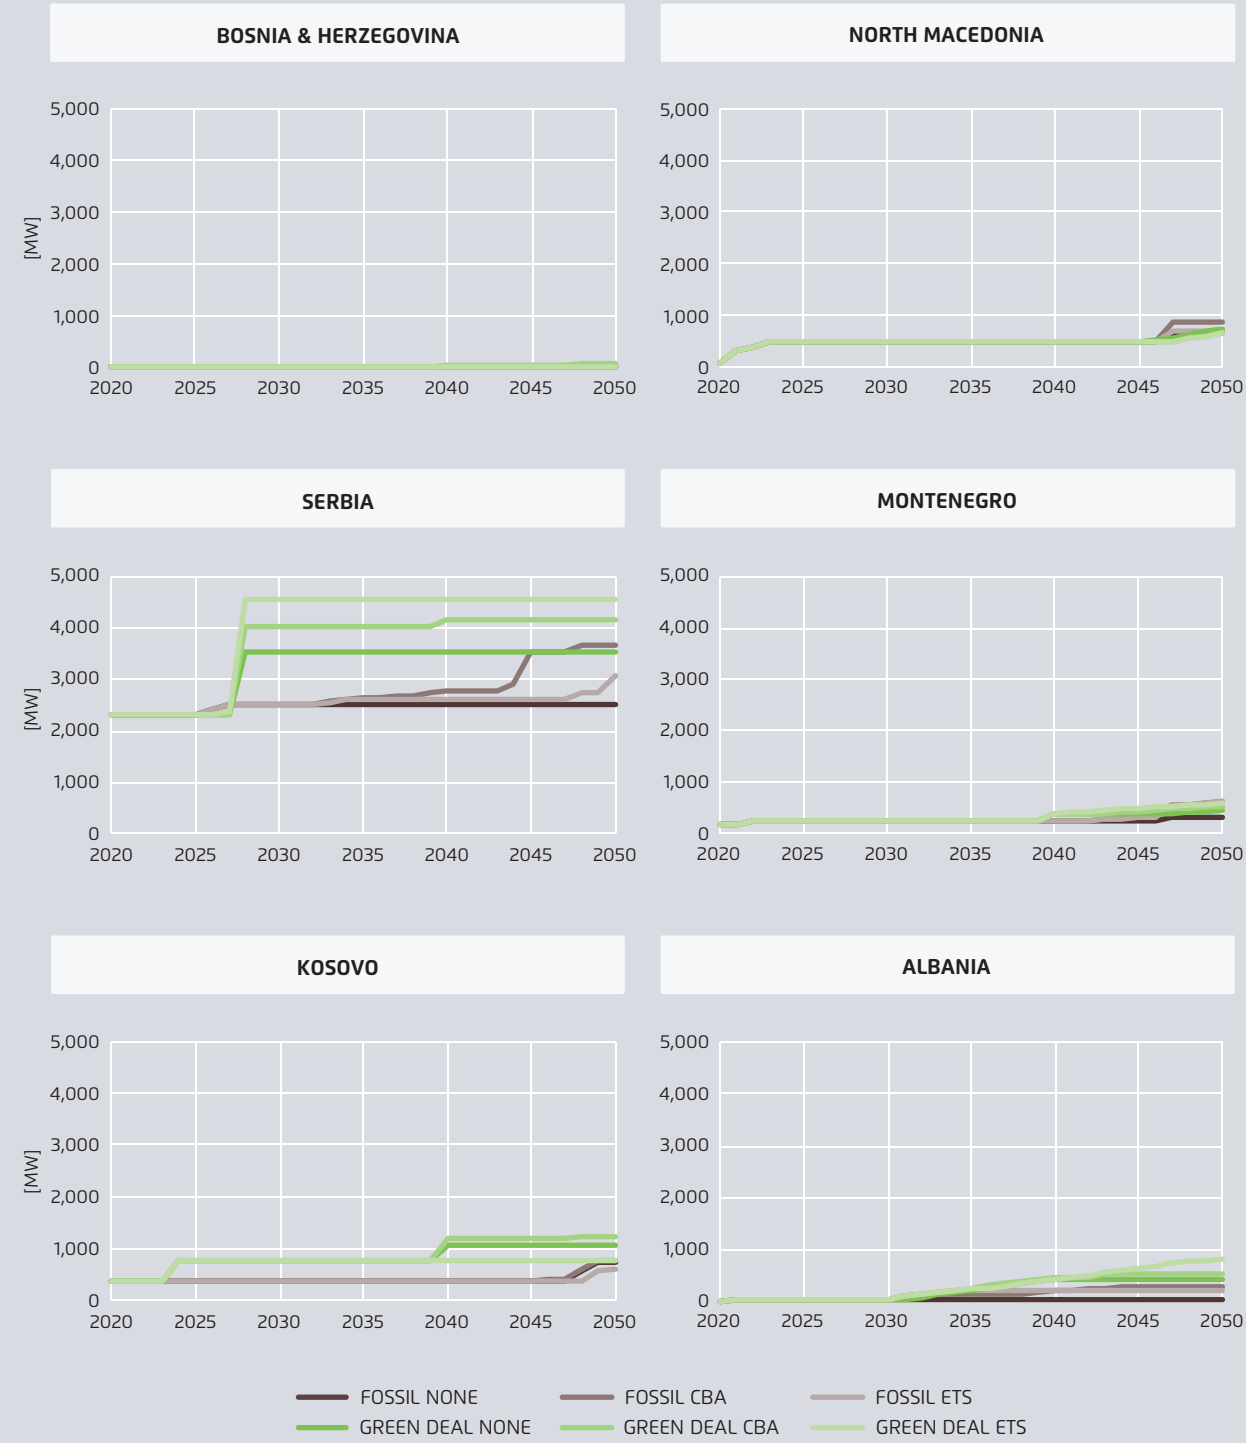 BOSNIA & HERZEGOVINA
NORTH MACEDONIA
5,000
4,000
3,000
2,000
1,000
0
[MW]
2020 2025 2030 2035 2040 2045 2050
5,000
4,000
3,000
2,000
1,000
0
2020 2025 2030 2035 2040 2045 2050
SERBIA
MONTENEGRO
5,000
4,000
3,000
2,000
1,000
0
[MW]
2020 2025 2030 2035 2040 2045 2050
5,000
4,000
3,000
2,000
1,000
0
2020 2025 2030 2035 2040 2045 2050
KOSOVO
ALBANIA
5,000
4,000
3,000
2,000
1,000
0
[MW]
2020 2025 2030 2035 2040 2045 2050
5,000
4,000
3,000
2,000
1,000
0
2020 2025 2030 2035 2040 2045 2050
FOSSIL NONE FOSSIL CBA FOSSIL ETS
GREEN DEAL NONE GREEN DEAL CBA GREEN DEAL ETS